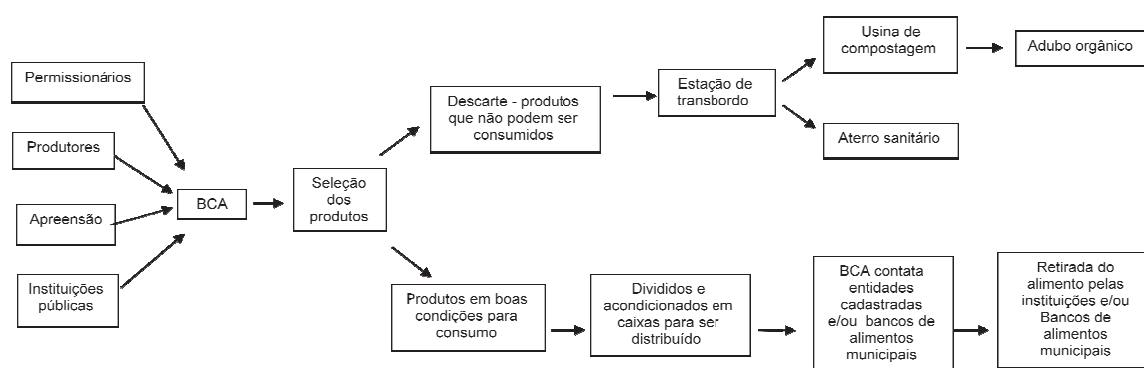 Permissionários
Produtores
Apreensão
Instituições
públicas
BCA
Seleção
dos
produtos
Descarte - produtos
que não podem ser
consumidos
Estação de
transbordo
Usina de
compostagem
Adubo orgânico
Aterro sanitário
Produtos em boas
condições para
consumo
Divididos e
acondicionados em
caixas para ser
distribuído
BCA contata
entidades
cadastradas
e/ou bancos de
alimentos
municipais
Retirada do
alimento pelas
instituições e/ou
Bancos de
alimentos
municipais